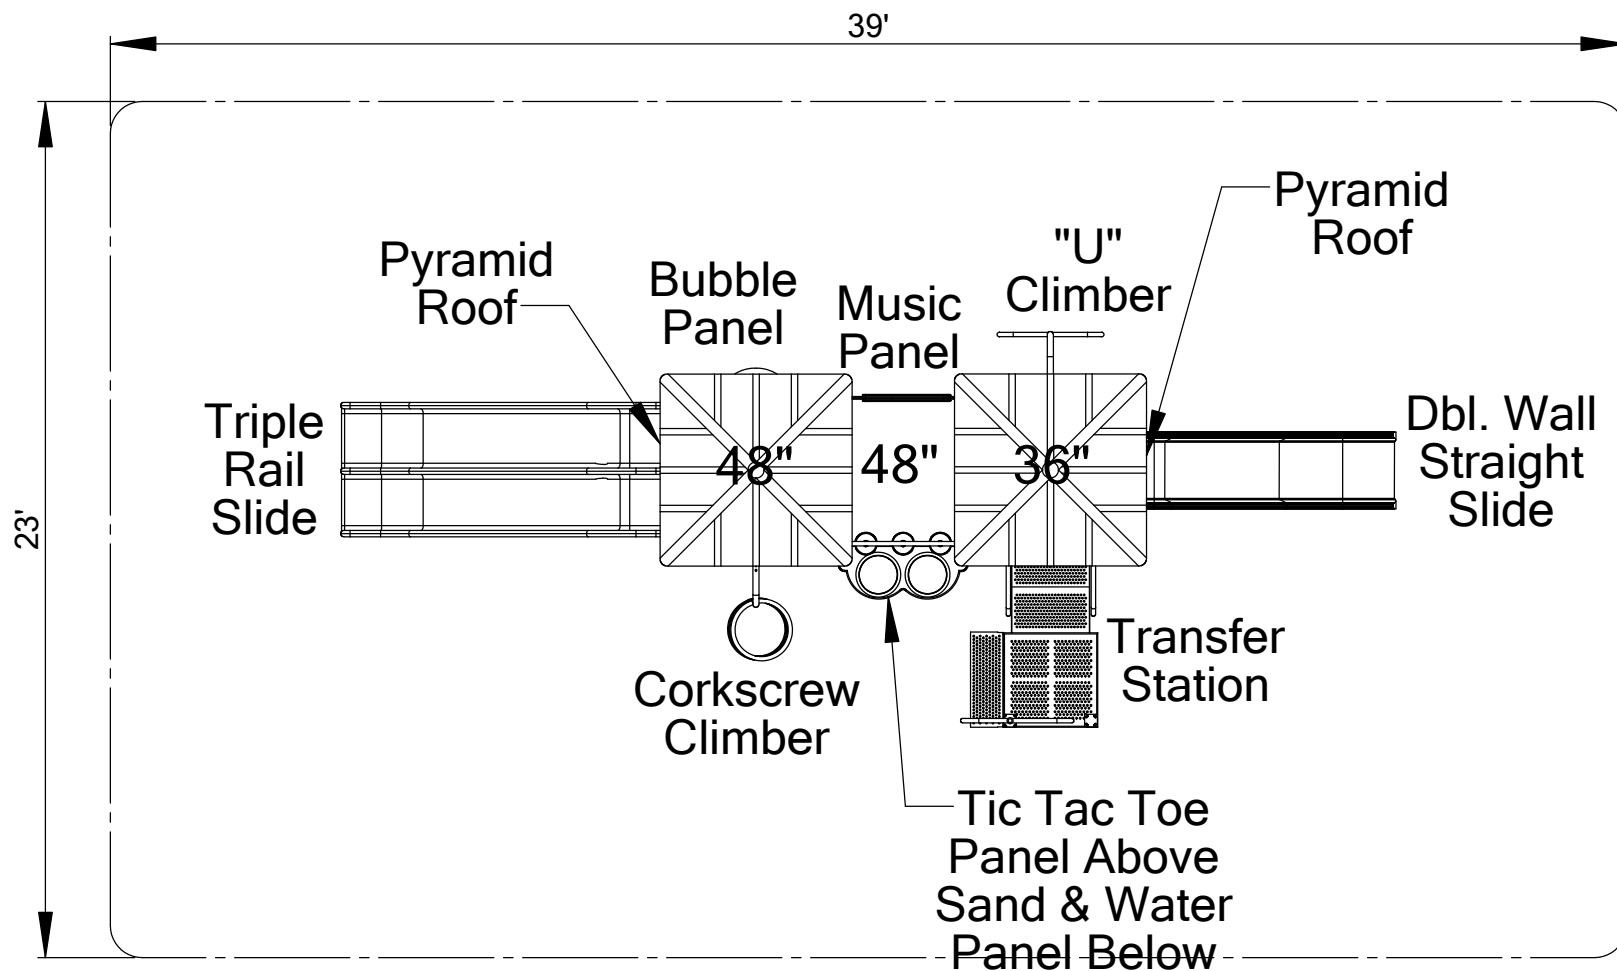 39'
23'
Pyramid
Roof
Bubble
Panel
Music
Panel
"U"
Climber
Pyramid
Roof
Triple
Rail
Slide
48"
48"
36"
Dbl. Wall
Straight
Slide
Corkscrew
Climber
Transfer
Station
Tic Tac Toe
Panel Above
Sand & Water
Panel Below